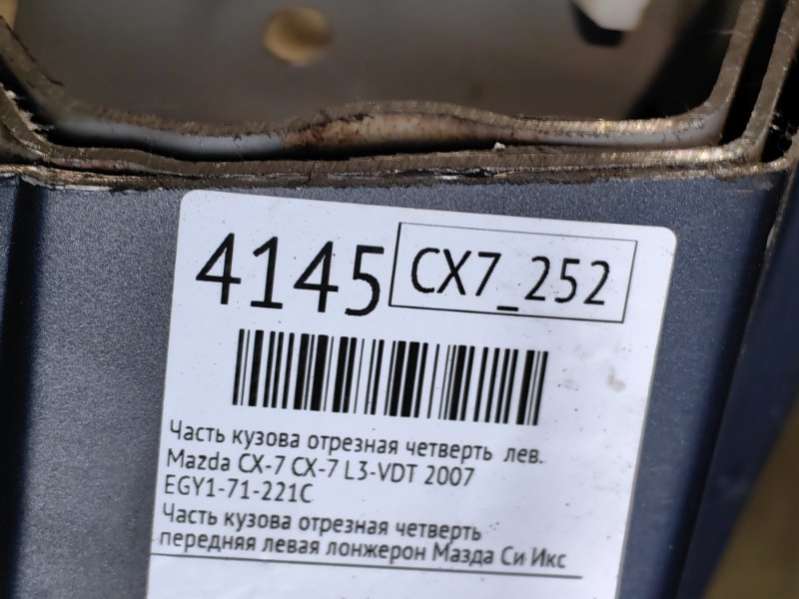 4145 CX7_252
Часть кузова отрезная четверть лев.
Mazda CX-7 CX-7 L3-VDT 2007
EGY1-71-221C
Часть кузова отрезная четверть
передняя левая лонжерон Мазда Си Икс